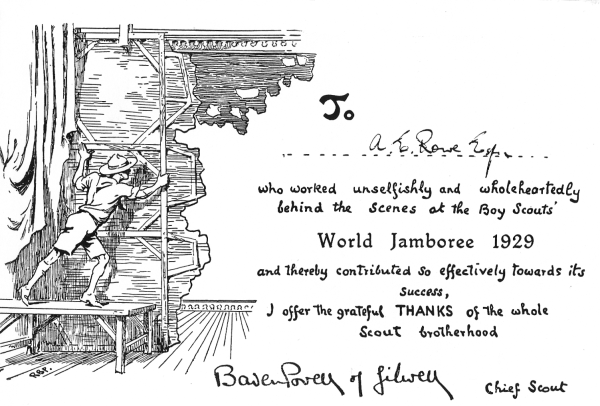 To
A. E. Rowe Esq.
who worked unselfishly and wholeheartedly
behind the scenes at the Boy Scouts'
World Jamboree 1929
and thereby contributed so effectively towards its
success,
I offer the grateful THANKS of the whole
Scout brotherhood
Baden Powell of Gilwell
Chief Scout
R.B.P.